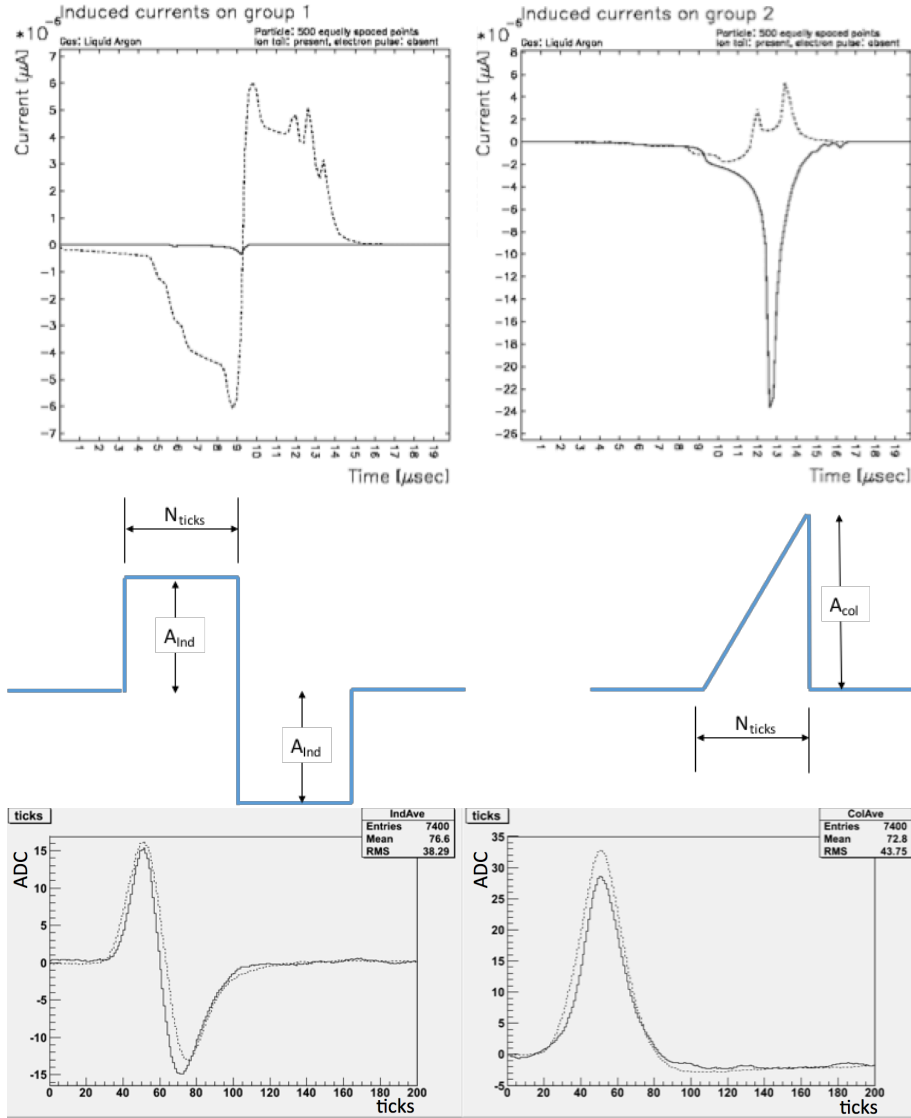 Induced currents on group 1
*10⁻⁶
Gas: Liquid Argon
Particle: 500 equally spaced points
Ion tail: present, electron pulse: absent
Current [μA]
7
6
5
4
3
2
1
0
−1
−2
−3
−4
−5
−6
−7
1 2 3 4 5 6 7 8 9 10 11 12 13 14 15 16 17 18 19
Time [μsec]
Induced currents on group 2
Gas: Liquid Argon
Particle: 500 equally spaced points
Ion tail: present, electron pulse: absent
Current [μA]
8
6
4
2
0
−2
−4
−6
−8
−10
−12
−14
−16
−18
−20
−22
−24
−26
1 2 3 4 5 6 7 8 9 10 11 12 13 14 15 16 17 18 19
Time [μsec]
Nticks
AInd
AInd
Acol
Nticks
ticks
IndAve
Entries 7400
Mean 76.6
RMS 38.29
ADC
15
10
5
0
-5
-10
-15
0 20 40 60 80 100 120 140 160 180 200
ticks
ticks
ColAve
Entries 7400
Mean 72.8
RMS 43.75
ADC
35
30
25
20
15
10
5
0
-5
0 20 40 60 80 100 120 140 160 180 200
ticks